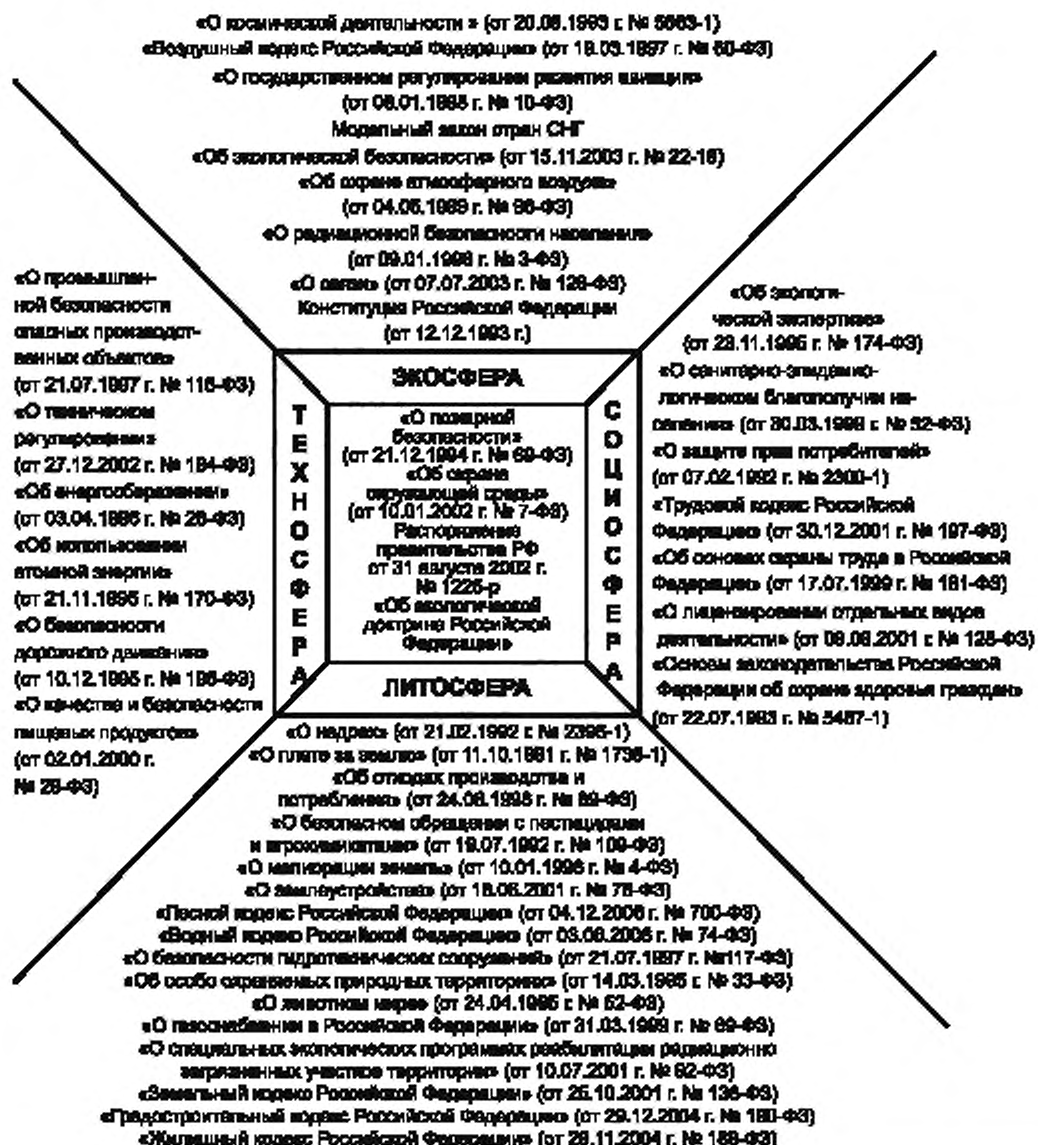 «О космической деятельности » (от 20.08.1993 г. № 5663-1)
«Воздушный кодекс Российской Федерации» (от 19.03.1997 г. № 60-ФЗ)
«О государственном регулировании развития авиации»
(от 08.01.1998 г. № 10-ФЗ)
Модельный закон стран СНГ
«Об экологической безопасности» (от 15.11.2003 г. № 22-18)
«Об охране атмосферного воздуха»
(от 04.05.1999 г. № 96-ФЗ)
«О радиационной безопасности населения»
(от 09.01.1996 г. № 3-ФЗ)
«О связи» (от 07.07.2003 г. № 126-ФЗ)
Конституция Российской Федерации
(от 12.12.1993 г.)
ЭКОСФЕРА
«О промышлен-
ной безопасности
опасных производст-
венных объектов»
(от 21.07.1997 г. № 116-ФЗ)
«О техническом
регулировании»
(от 27.12.2002 г. № 184-ФЗ)
«Об энергосбережении»
(от 03.04.1996 г. № 28-ФЗ)
«Об использовании
атомной энергии»
(от 21.11.1995 г. № 170-ФЗ)
«О безопасности
дорожного движения»
(от 10.12.1995 г. № 196-ФЗ)
«О качестве и безопасности
пищевых продуктов»
(от 02.01.2000 г.
№ 29-ФЗ)
ТЕХНОСФЕРА
«О пожарной
безопасности»
(от 21.12.1994 г. № 69-ФЗ)
«Об охране
окружающей среды»
(от 10.01.2002 г. № 7-ФЗ)
Распоряжение
правительства РФ
от 31 августа 2002 г.
№ 1225-р
«Об экологической
доктрине Российской
Федерации»
СОЦИОСФЕРА
«Об экологи-
ческой экспертизе»
(от 23.11.1995 г. № 174-ФЗ)
«О санитарно-эпидемио-
логическом благополучии на-
селения» (от 30.03.1999 г. № 52-ФЗ)
«О защите прав потребителей»
(от 07.02.1992 г. № 2300-1)
«Трудовой кодекс Российской
Федерации» (от 30.12.2001 г. № 197-ФЗ)
«Об основах охраны труда в Российской
Федерации» (от 17.07.1999 г. № 181-ФЗ)
«О лицензировании отдельных видов
деятельности» (от 08.08.2001 г. № 128-ФЗ)
«Основы законодательства Российской
Федерации об охране здоровья граждан»
(от 22.07.1993 г. № 5487-1)
ЛИТОСФЕРА
«О недрах» (от 21.02.1992 г. № 2395-1)
«О плате за землю» (от 11.10.1991 г. № 1738-1)
«Об отходах производства и
потребления» (от 24.06.1998 г. № 89-ФЗ)
«О безопасном обращении с пестицидами
и агрохимикатами» (от 19.07.1992 г. № 109-ФЗ)
«О мелиорации земель» (от 10.01.1996 г. № 4-ФЗ)
«О землеустройстве» (от 18.06.2001 г. № 78-ФЗ)
«Лесной кодекс Российской Федерации» (от 04.12.2006 г. № 700-ФЗ)
«Водный кодекс Российской Федерации» (от 03.06.2006 г. № 74-ФЗ)
«О безопасности гидротехнических сооружений» (от 21.07.1997 г. №117-ФЗ)
«Об особо охраняемых природных территориях» (от 14.03.1995 г. № 33-ФЗ)
«О животном мире» (от 24.04.1995 г. № 52-ФЗ)
«О газоснабжении в Российской Федерации» (от 31.03.1999 г. № 69-ФЗ)
«О специальных экологических программах реабилитации радиационно
загрязненных участков территории» (от 10.07.2001 г. № 92-ФЗ)
«Земельный кодекс Российской Федерации» (от 25.10.2001 г. № 136-ФЗ)
«Градостроительный кодекс Российской Федерации» (от 29.12.2004 г. № 190-ФЗ)
«Жилищный кодекс Российской Федерации» (от 29.11.2004 г. № 188-ФЗ)